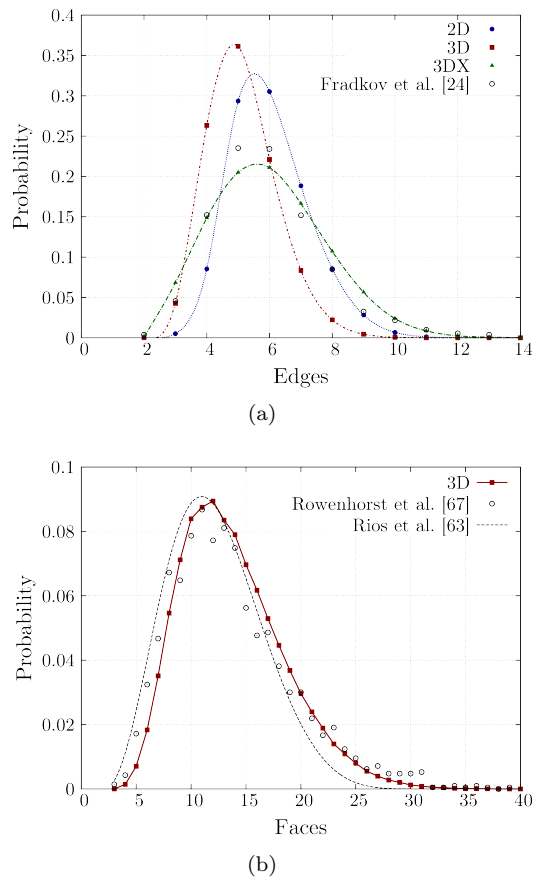 0.4
0.35
0.3
0.25
0.2
0.15
0.1
0.05
0
Probability
2D
3D
3DX
Fradkov et al. [24]
0 2 4 6 8 10 12 14
Edges
(a)
0.1
0.08
0.06
0.04
0.02
0
Probability
3D
Rowenhorst et al. [67]
Rios et al. [63]
0 5 10 15 20 25 30 35 40
Faces
(b)